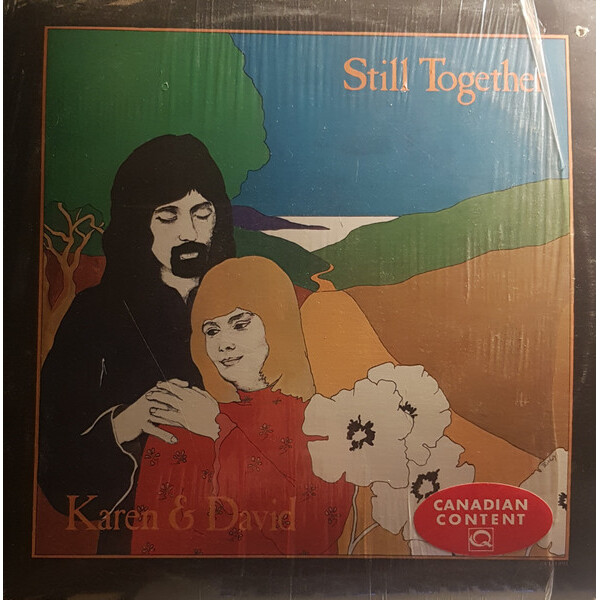 Still Together
Karen & David
CANADIAN
CONTENT
Q